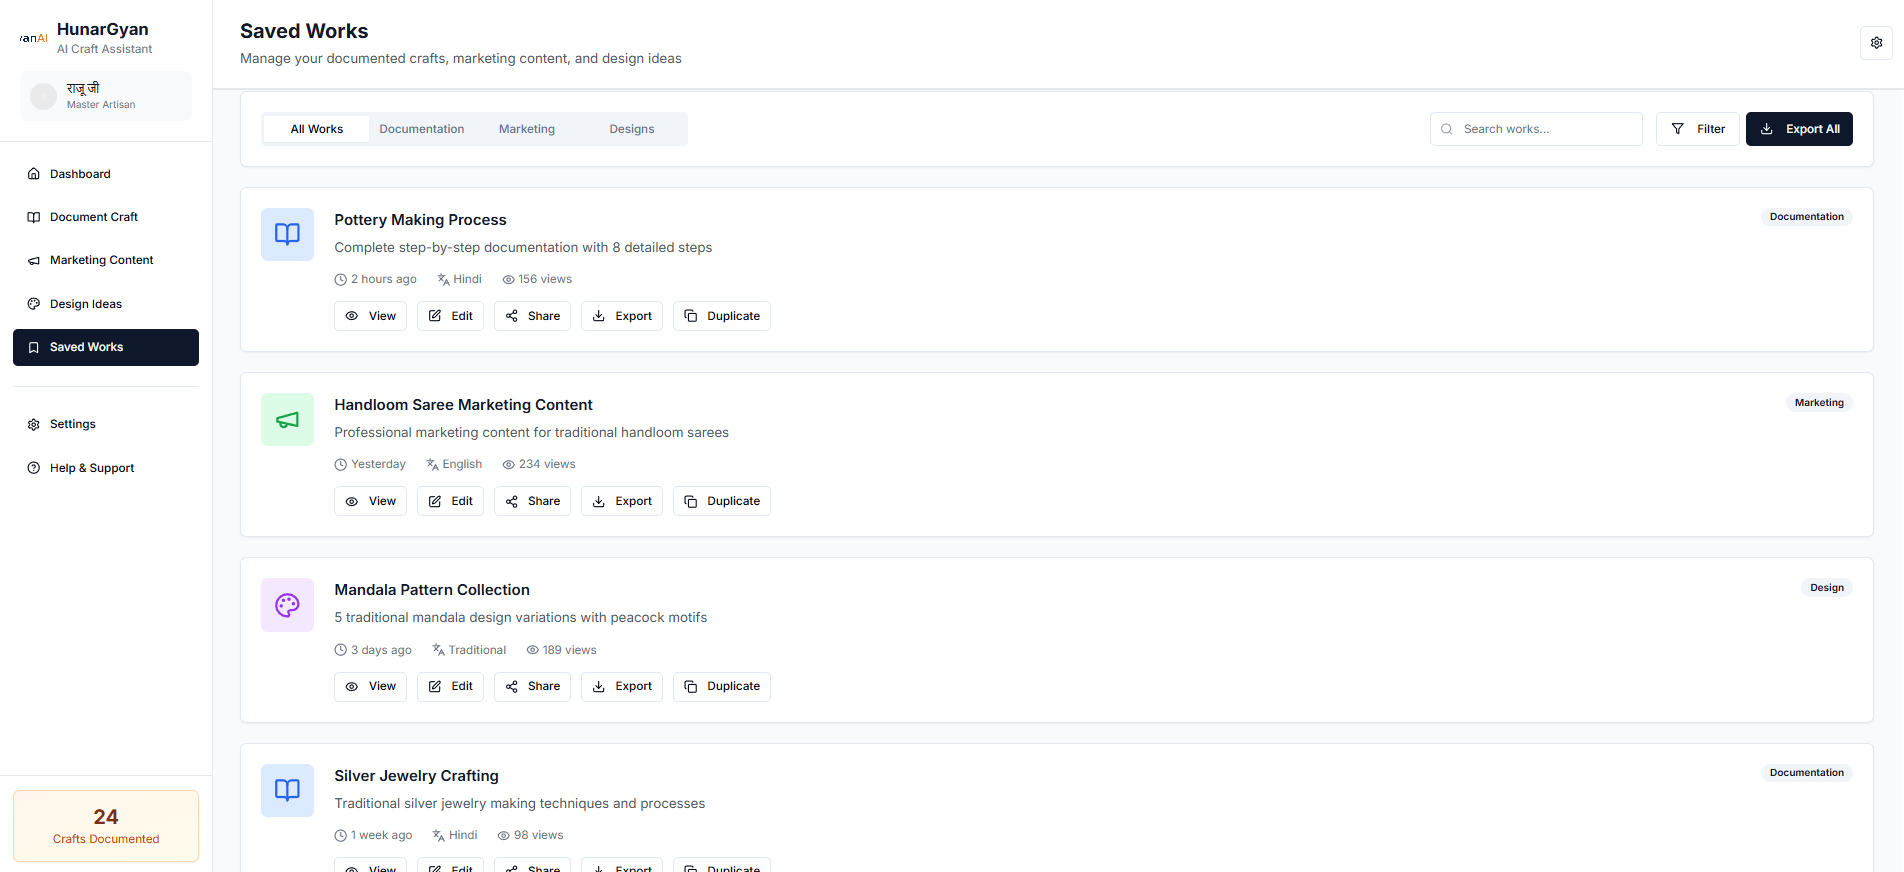 vanAI
HunarGyan
AI Craft Assistant
राजू जी
Master Artisan
Dashboard
Document Craft
Marketing Content
Design Ideas
Saved Works
Settings
Help & Support
24
Crafts Documented
Saved Works
Manage your documented crafts, marketing content, and design ideas
All Works Documentation Marketing Designs
Search works...
Filter
Export All
Pottery Making Process
Documentation
Complete step-by-step documentation with 8 detailed steps
2 hours ago Hindi 156 views
View Edit Share Export Duplicate
Handloom Saree Marketing Content
Marketing
Professional marketing content for traditional handloom sarees
Yesterday English 234 views
View Edit Share Export Duplicate
Mandala Pattern Collection
Design
5 traditional mandala design variations with peacock motifs
3 days ago Traditional 189 views
View Edit Share Export Duplicate
Silver Jewelry Crafting
Documentation
Traditional silver jewelry making techniques and processes
1 week ago Hindi 98 views
View Edit Share Export Duplicate